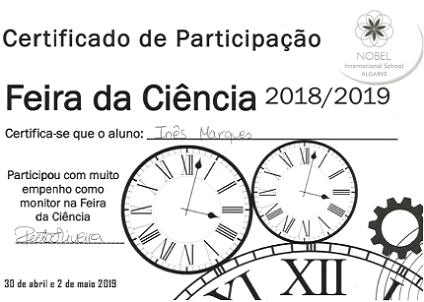 Certificado de Participação
NOBEL
International School
ALGARVE
Feira da Ciência 2018/2019
Certifica-se que o aluno: Inês Marques
Participou com muito
empenho como
monitor na Feira
da Ciência
30 de abril e 2 de maio 2019
XI XII I